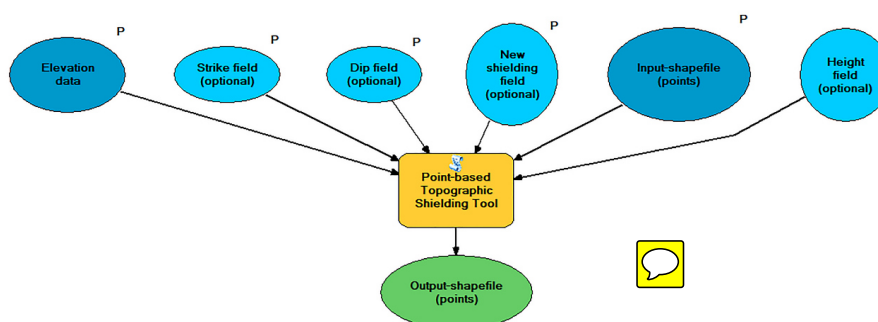 P
P
P
P
P
Elevation
data
Strike field
(optional)
Dip field
(optional)
New
shielding
field
(optional)
Input-shapefile
(points)
Height
field
(optional)
Point-based
Topographic
Shielding Tool
Output-shapefile
(points)